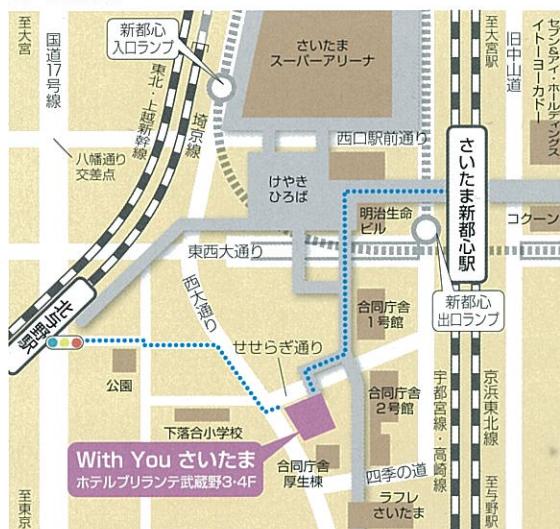 至大宮
国道17号線
新都心
入口ランプ
東北・上越新幹線
埼京線
さいたま
スーパーアリーナ
至大宮駅
旧中山道
セブン&アイ・ホールディングス
イトーヨーカドー
八幡通り
交差点
西口駅前通り
けやき
ひろば
明治生命
ビル
さいたま新都心駅
コクーン
東西大通り
西大通り
新都心
出口ランプ
北与野駅
合同庁舎
1号館
せせらぎ通り
公園
下落合小学校
合同庁舎
2号館
宇都宮線・高崎線
京浜東北線
With You さいたま
ホテルブリランテ武蔵野3・4F
合同庁舎
厚生棟
四季の道
ラフレ
さいたま
至東京
至与野駅